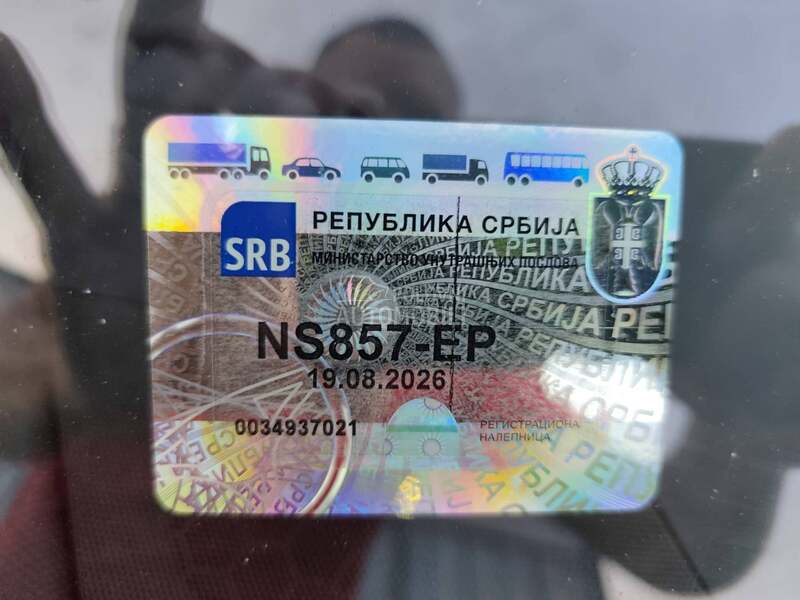 РЕПУБЛИКА СРБИЈА
SRB
МИНИСТАРСТВО УНУТРАШЊИХ ПОСЛОВА
NS857-EP
19.08.2026
0034937021
РЕГИСТРАЦИОНА
НАЛЕПНИЦА